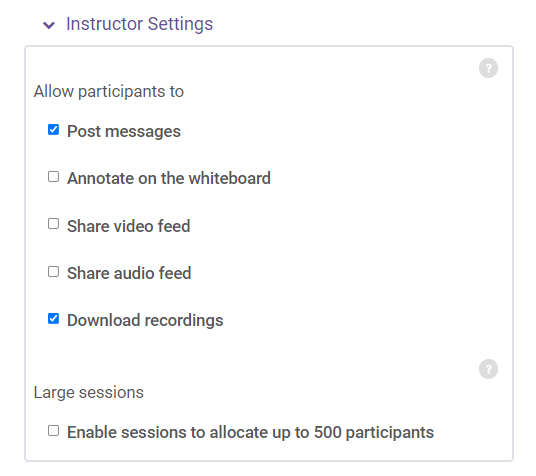 Instructor Settings
?
Allow participants to
Post messages
Annotate on the whiteboard
Share video feed
Share audio feed
Download recordings
?
Large sessions
Enable sessions to allocate up to 500 participants